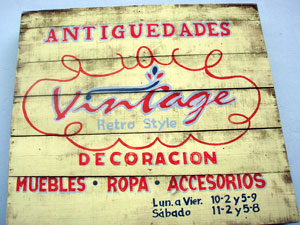 ANTIGUEDADES
Vintage
Retro Style
DECORACION
MUEBLES • ROPA • ACCESORIOS
Lun. a Vier. 10-2 y 5-9
Sábado 11-2 y 5-8